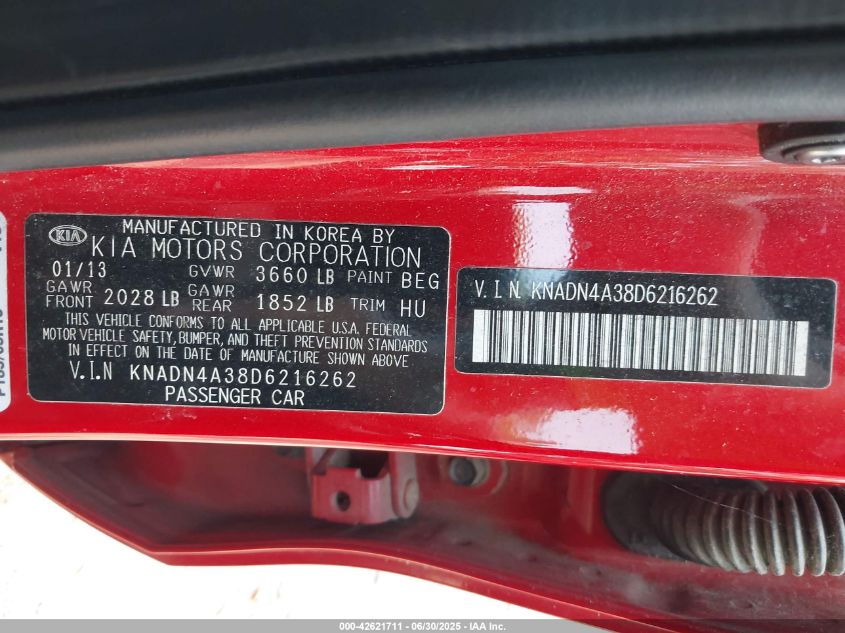 KIA
MANUFACTURED IN KOREA BY
KIA MOTORS CORPORATION
01/13 GVWR 3660 LB PAINT BEG
GAWR FRONT 2028 LB GAWR REAR 1852 LB TRIM HU
THIS VEHICLE CONFORMS TO ALL APPLICABLE U.S.A. FEDERAL
MOTOR VEHICLE SAFETY, BUMPER, AND THEFT PREVENTION STANDARDS
IN EFFECT ON THE DATE OF MANUFACTURE SHOWN ABOVE
V.I.N KNADN4A38D6216262
PASSENGER CAR
V.I.N. KNADN4A38D6216262
000-42621711 - 06/30/2025 - IAA Inc.